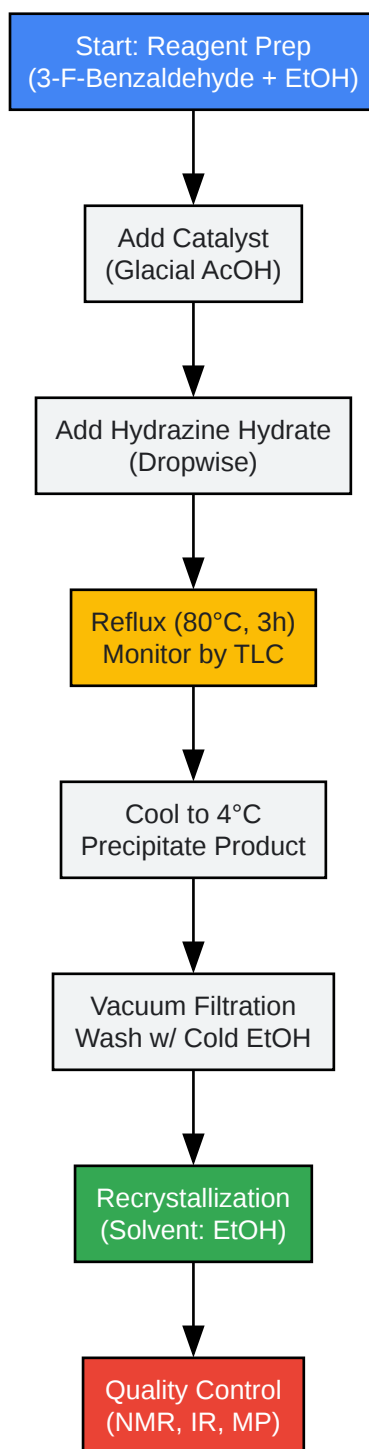 Start: Reagent Prep
(3-F-Benzaldehyde + EtOH)
Add Catalyst
(Glacial AcOH)
Add Hydrazine Hydrate
(Dropwise)
Reflux (80°C, 3h)
Monitor by TLC
Cool to 4°C
Precipitate Product
Vacuum Filtration
Wash w/ Cold EtOH
Recrystallization
(Solvent: EtOH)
Quality Control
(NMR, IR, MP)